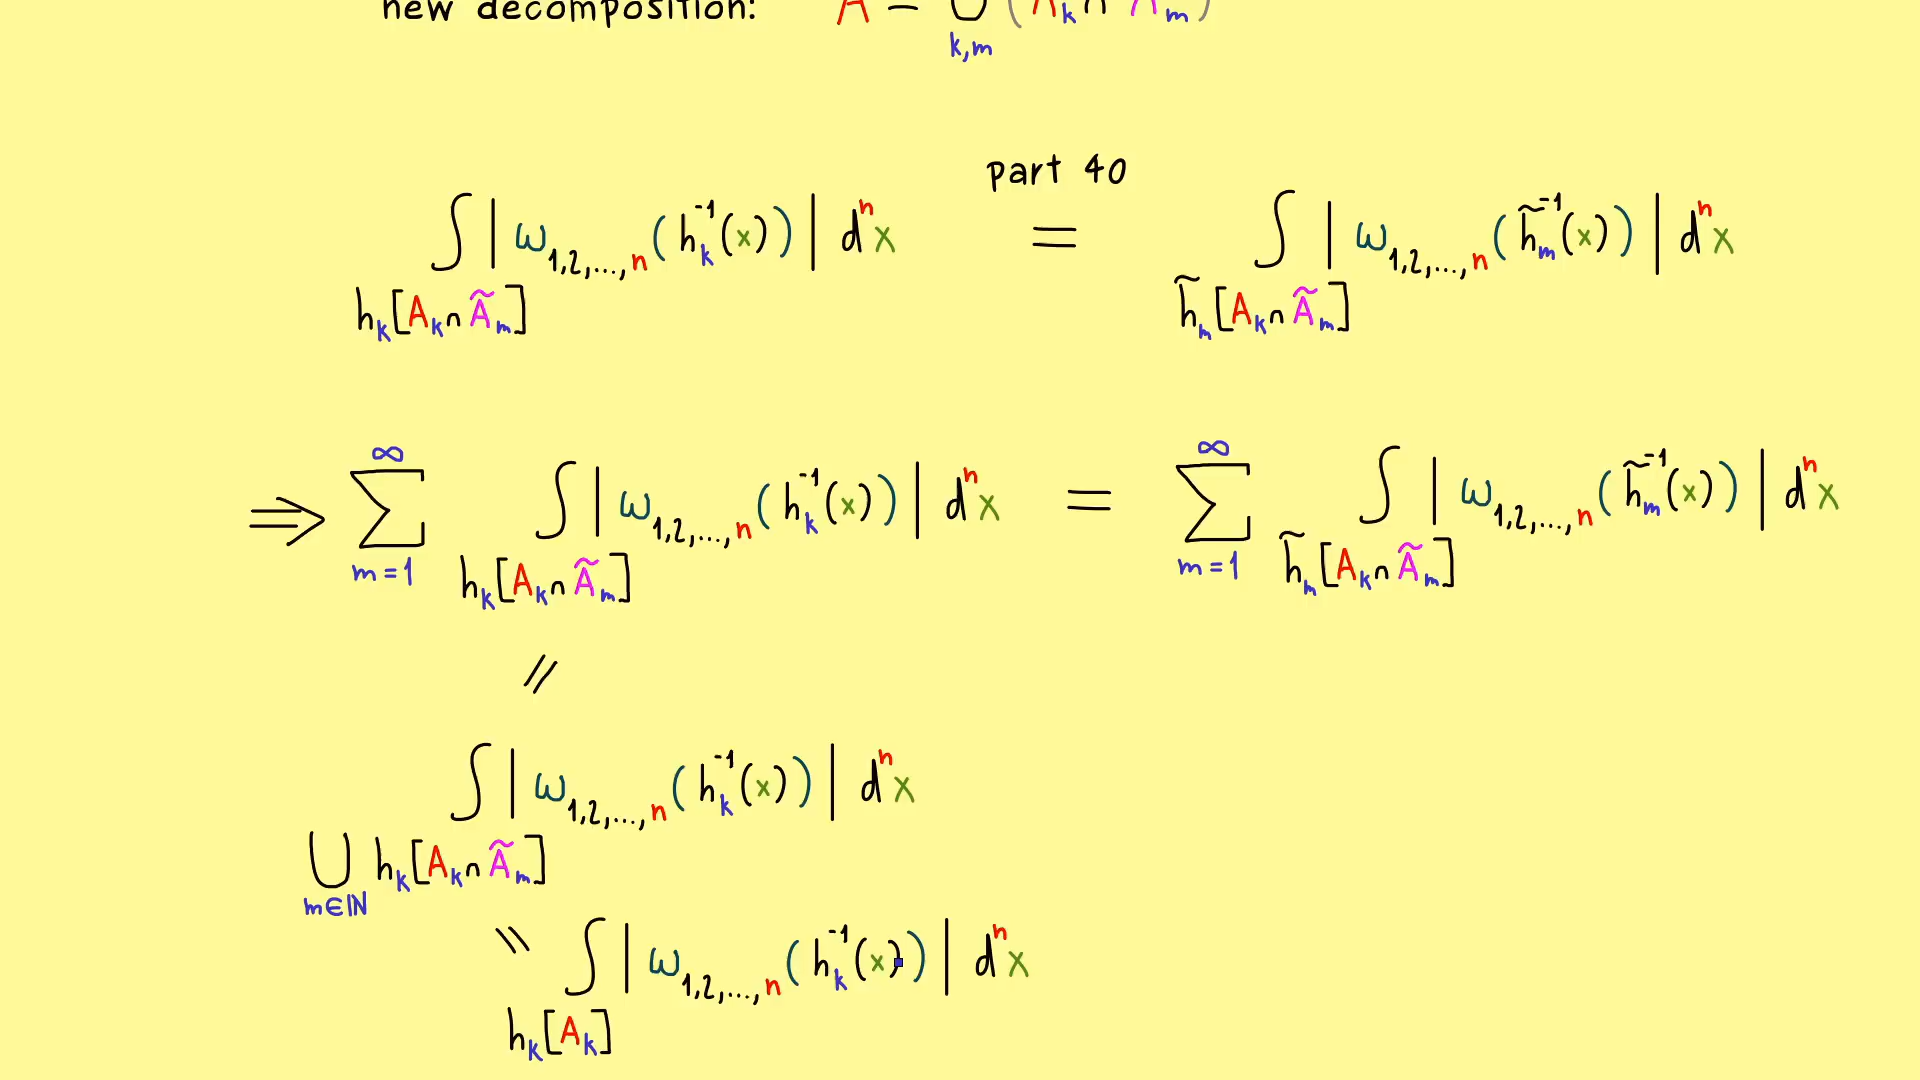 new decomposition: A = ⋃_{k,m} (A_k ∩ Ã_m)
part 40
∫_{h_k[A_k ∩ Ã_m]} | ω_{1,2,...,n} (h_k^{-1}(x)) | d^n x = ∫_{h̃_m[A_k ∩ Ã_m]} | ω_{1,2,...,n} (h̃_m^{-1}(x)) | d^n x
⇒ ∑_{m=1}^{∞} ∫_{h_k[A_k ∩ Ã_m]} | ω_{1,2,...,n} (h_k^{-1}(x)) | d^n x = ∑_{m=1}^{∞} ∫_{h̃_m[A_k ∩ Ã_m]} | ω_{1,2,...,n} (h̃_m^{-1}(x)) | d^n x
=
∫_{⋃_{m∈ℕ} h_k[A_k ∩ Ã_m]} | ω_{1,2,...,n} (h_k^{-1}(x)) | d^n x
= ∫_{h_k[A_k]} | ω_{1,2,...,n} (h_k^{-1}(x)) | d^n x